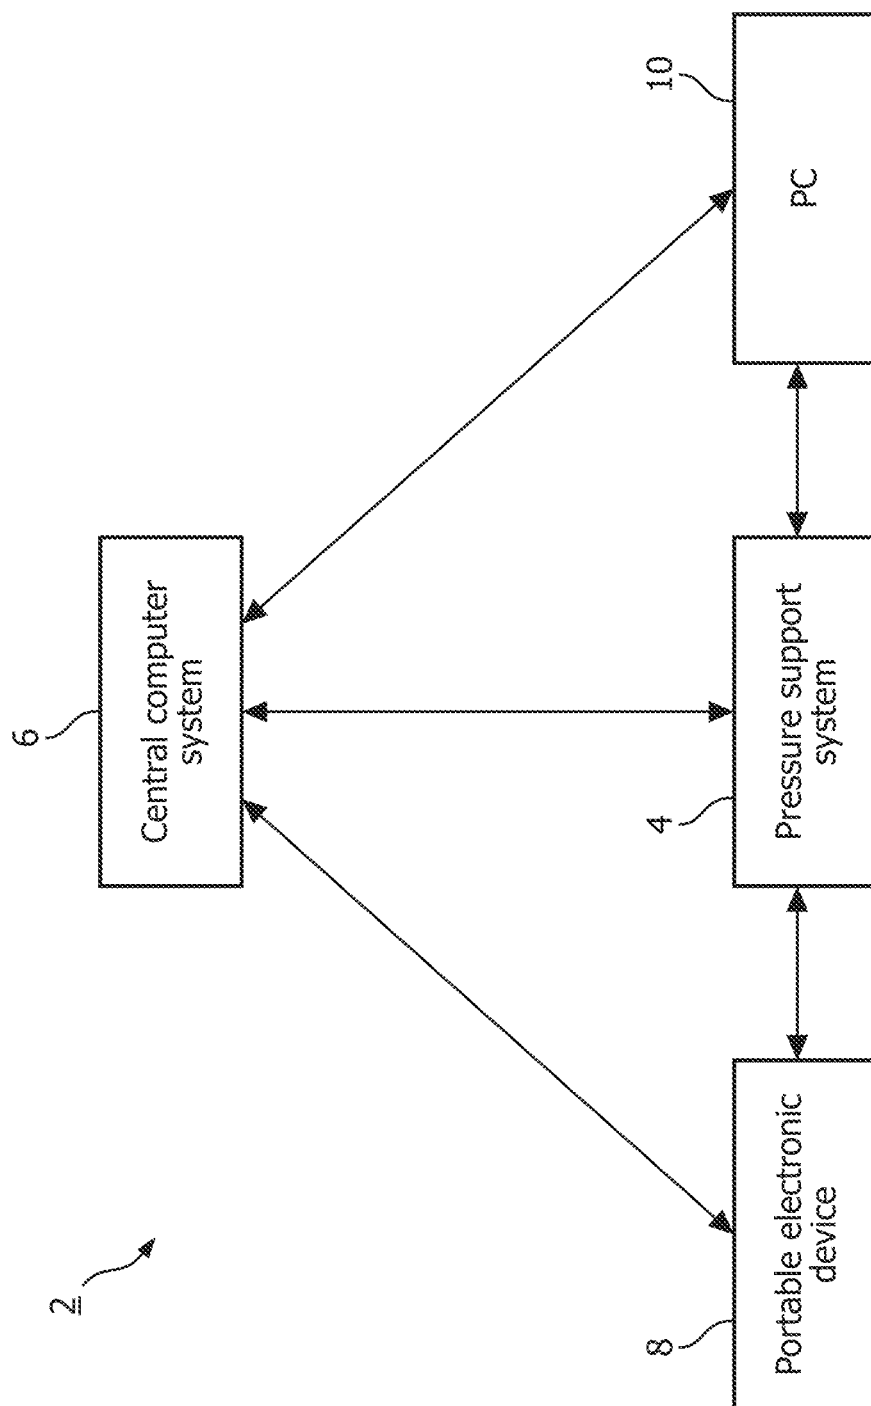 2
6
Central computer
system
8
Portable electronic
device
4
Pressure support
system
10
PC